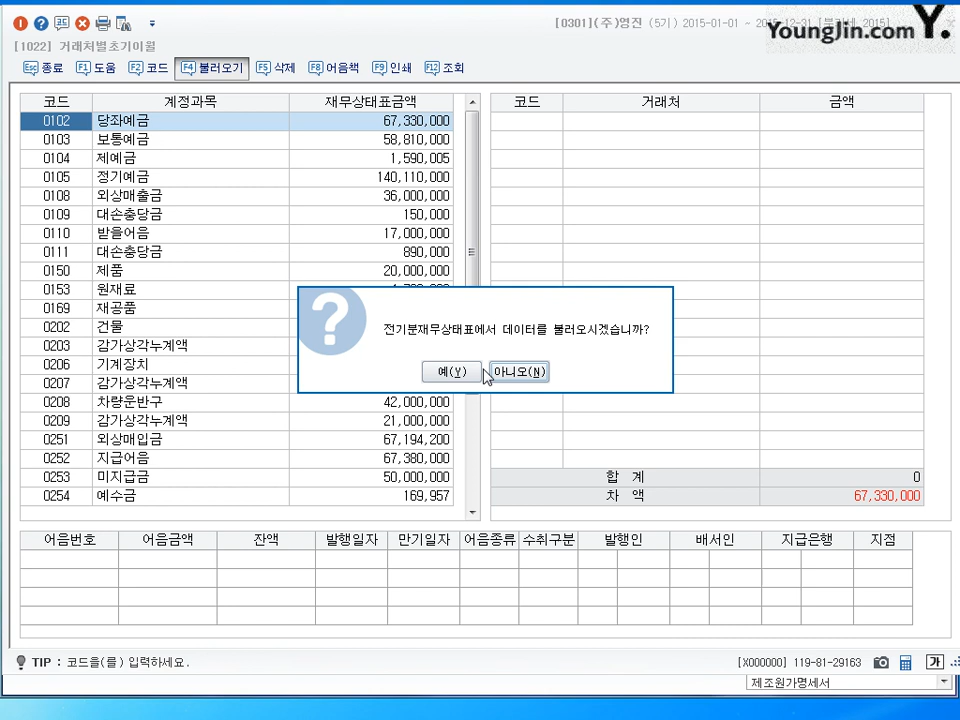 [0301](주)영진 (5기) 2015-01-01 ~ 2015-12-31
YoungJin.com Y.
[1022] 거래처별초기이월
Esc 종료 F1 도움 F2 코드 F4 불러오기 F5 삭제 F8 어음책 F9 인쇄 F12 조회
코드 계정과목 재무상태표금액
0102 당좌예금 67,330,000
0103 보통예금 58,810,000
0104 제예금 1,590,005
0105 정기예금 140,110,000
0108 외상매출금 36,000,000
0109 대손충당금 150,000
0110 받을어음 17,000,000
0111 대손충당금 890,000
0150 제품 20,000,000
0153 원재료
0169 재공품
0202 건물
0203 감가상각누계액
0206 기계장치
0207 감가상각누계액
0208 차량운반구 42,000,000
0209 감가상각누계액 21,000,000
0251 외상매입금 67,194,200
0252 지급어음 67,380,000
0253 미지급금 50,000,000
0254 예수금 169,957
코드 거래처 금액
합 계 0
차 액 67,330,000
전기분재무상태표에서 데이터를 불러오시겠습니까?
예(Y) 아니오(N)
어음번호 어음금액 잔액 발행일자 만기일자 어음종류 수취구분 발행인 배서인 지급은행 지점
TIP : 코드을(를) 입력하세요.
[X000000] 119-81-29163 가
제조원가명세서